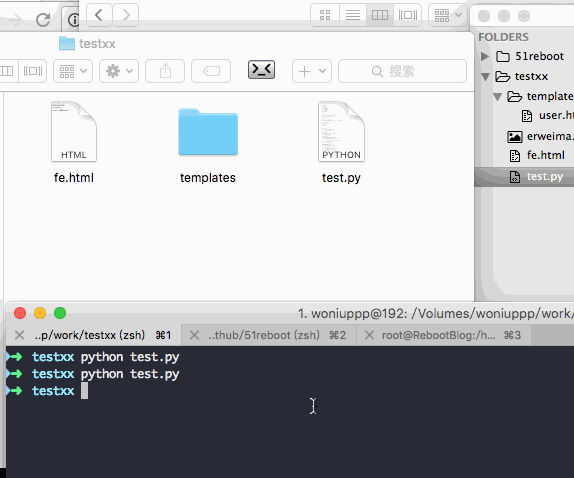 testxx
搜索
HTML
PYTHON
fe.html
templates
test.py
FOLDERS
51reboot
testxx
template
user.ht
erweima.
fe.html
test.py
1. woniuppp@192: /Volumes/woniuppp/work/
..p/work/testxx (zsh) ⌘1
..thub/51reboot (zsh) ⌘2
root@RebootBlog:/h... ⌘3
testxx python test.py
testxx python test.py
testxx